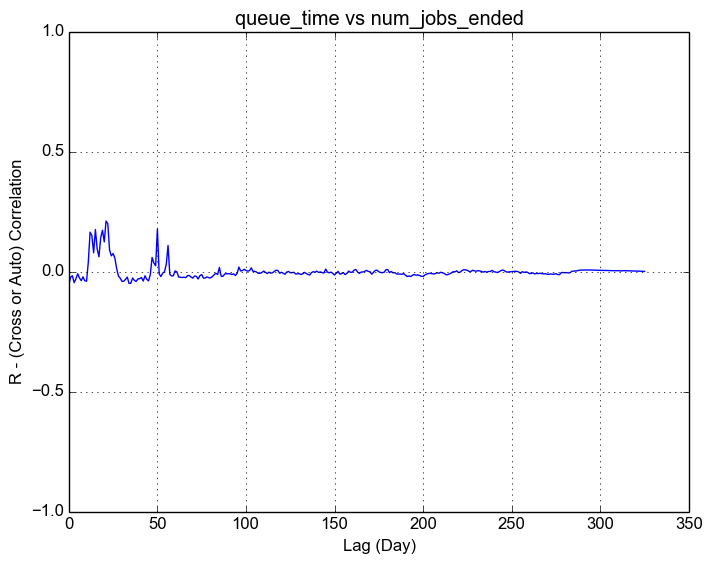 queue_time vs num_jobs_ended
1.0
0.5
0.0
−0.5
−1.0
R - (Cross or Auto) Correlation
0 50 100 150 200 250 300 350
Lag (Day)